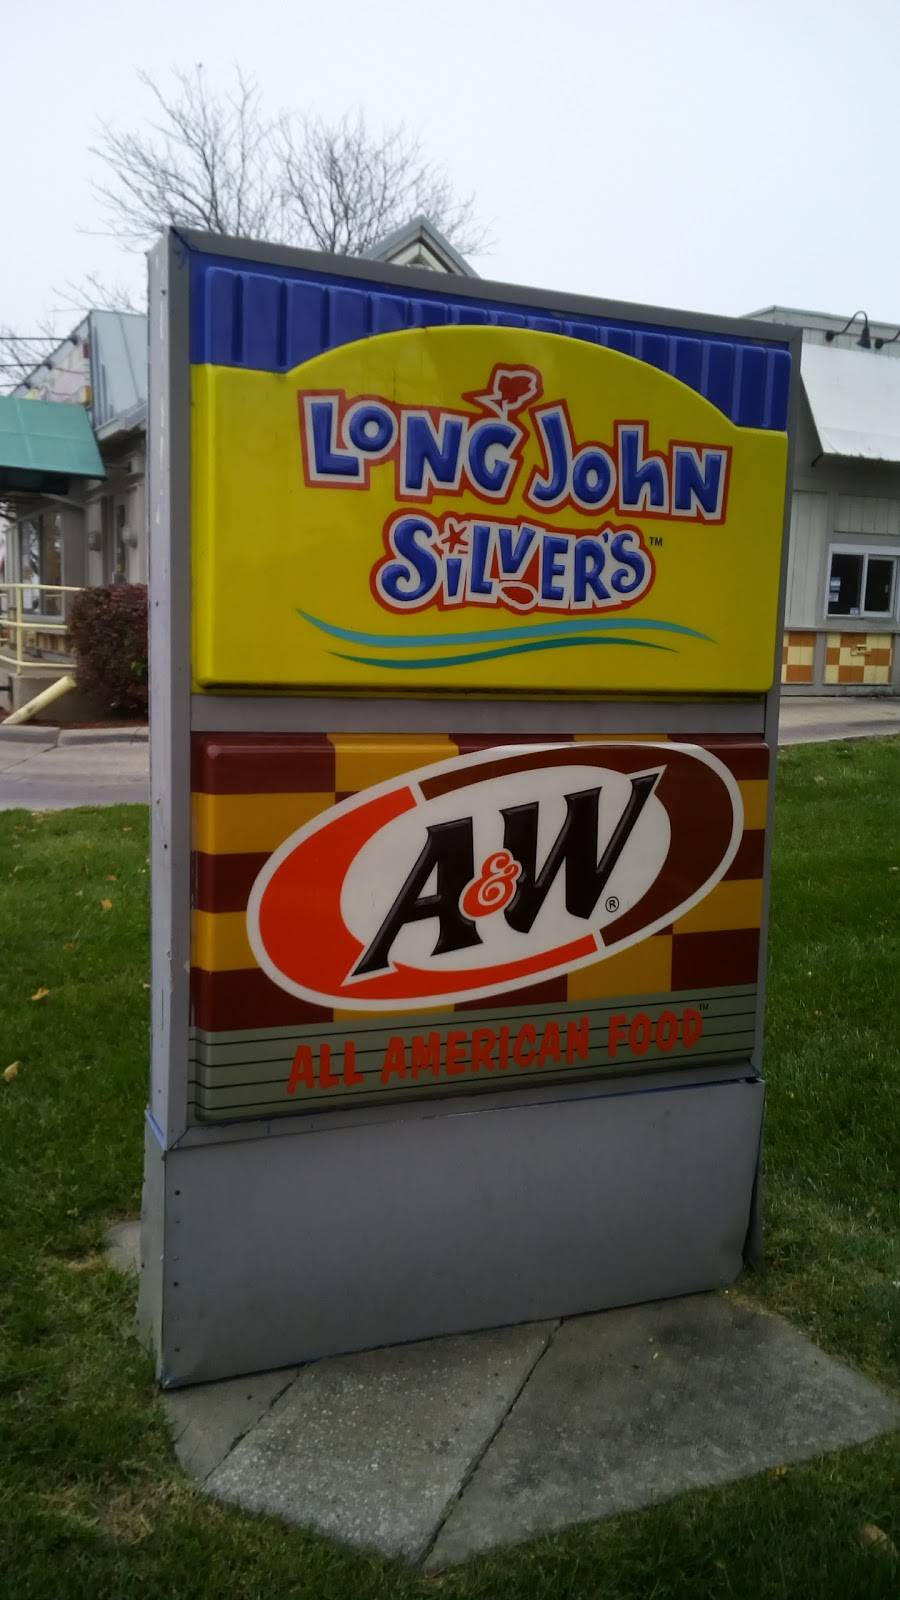 LONG JOHN
SILVER'S™
A&W®
ALL AMERICAN FOOD™